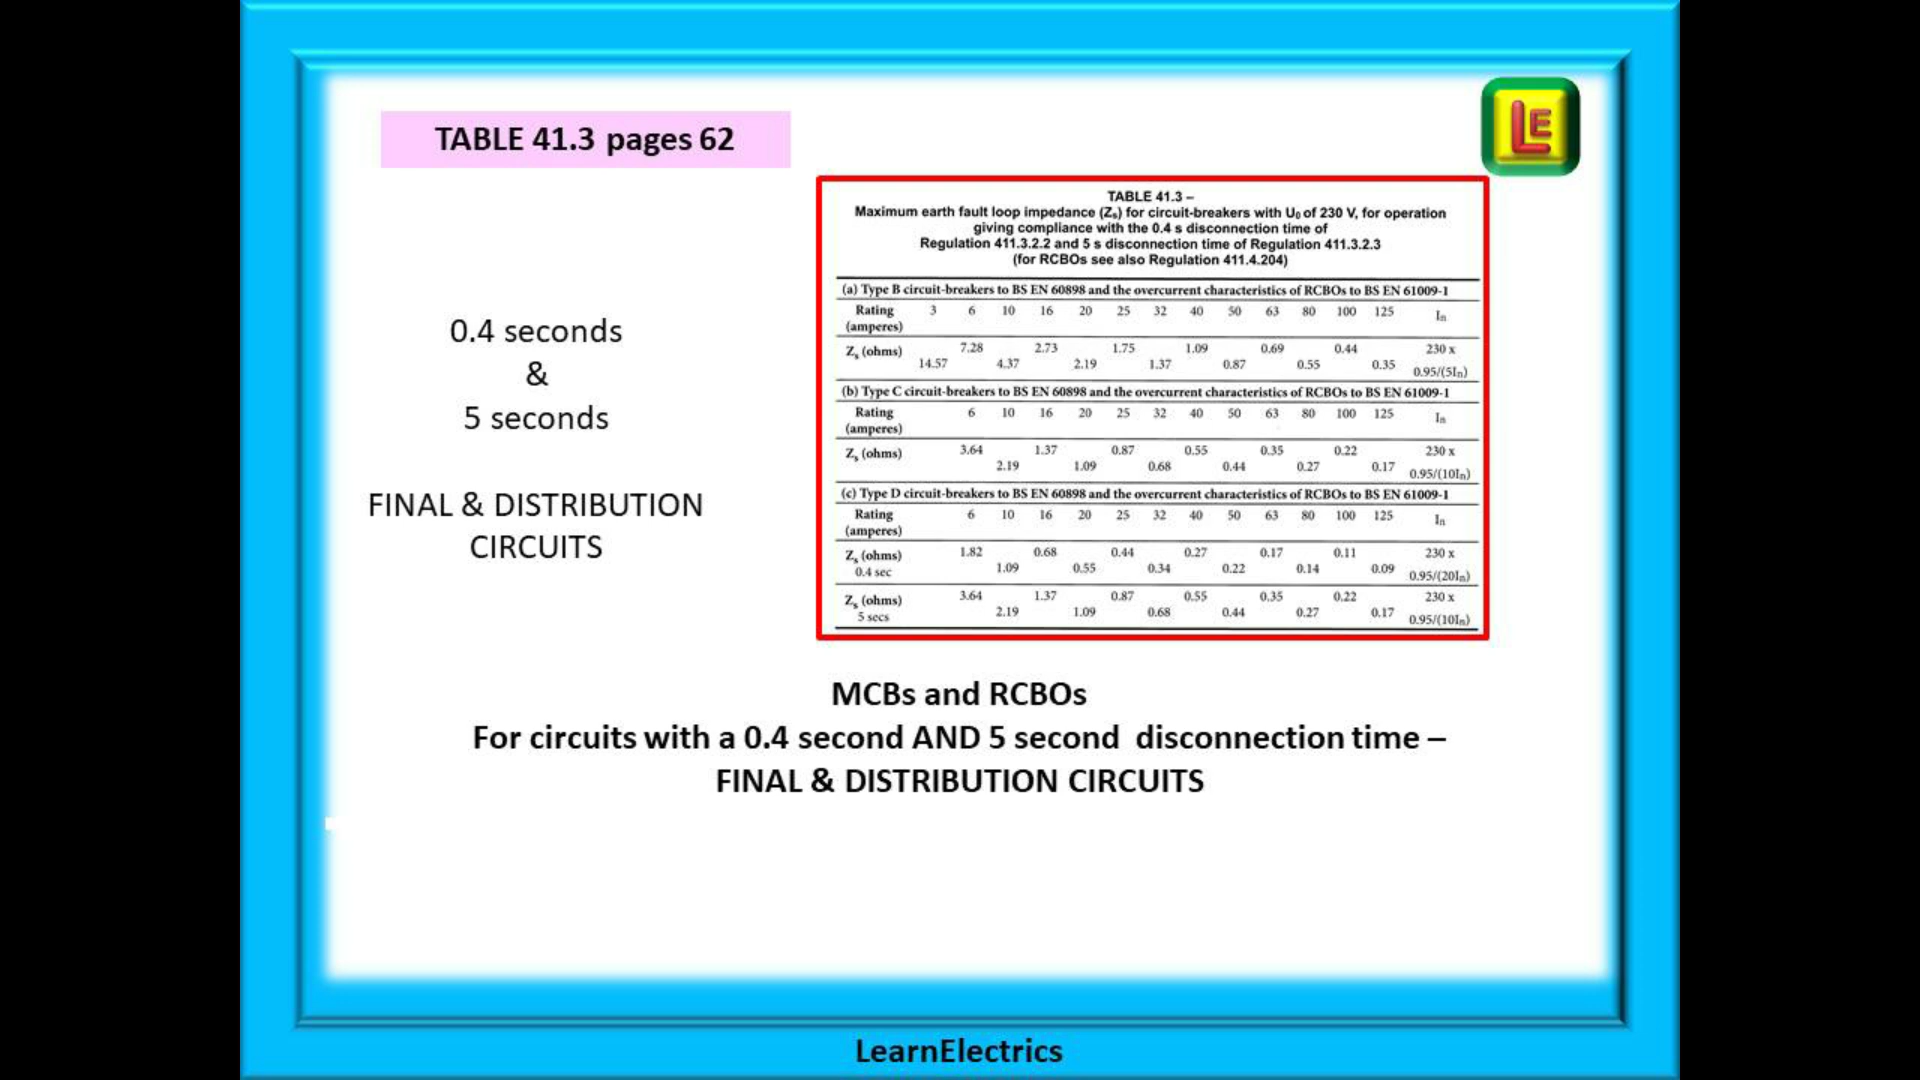 TABLE 41.3 pages 62
LE
0.4 seconds
&
5 seconds
FINAL & DISTRIBUTION
CIRCUITS
TABLE 41.3 –
Maximum earth fault loop impedance (Zs) for circuit-breakers with U0 of 230 V, for operation
giving compliance with the 0.4 s disconnection time of
Regulation 411.3.2.2 and 5 s disconnection time of Regulation 411.3.2.3
(for RCBOs see also Regulation 411.4.204)
(a) Type B circuit-breakers to BS EN 60898 and the overcurrent characteristics of RCBOs to BS EN 61009-1
Rating 3 6 10 16 20 25 32 40 50 63 80 100 125 In
(amperes)
Zs (ohms) 7.28 2.73 1.75 1.09 0.69 0.44 230 x
14.57 4.37 2.19 1.37 0.87 0.55 0.35 0.95/(5In)
(b) Type C circuit-breakers to BS EN 60898 and the overcurrent characteristics of RCBOs to BS EN 61009-1
Rating 6 10 16 20 25 32 40 50 63 80 100 125 In
(amperes)
Zs (ohms) 3.64 1.37 0.87 0.55 0.35 0.22 230 x
2.19 1.09 0.68 0.44 0.27 0.17 0.95/(10In)
(c) Type D circuit-breakers to BS EN 60898 and the overcurrent characteristics of RCBOs to BS EN 61009-1
Rating 6 10 16 20 25 32 40 50 63 80 100 125 In
(amperes)
Zs (ohms) 1.82 0.68 0.44 0.27 0.17 0.11 230 x
0.4 sec 1.09 0.55 0.34 0.22 0.14 0.09 0.95/(20In)
Zs (ohms) 3.64 1.37 0.87 0.55 0.35 0.22 230 x
5 secs 2.19 1.09 0.68 0.44 0.27 0.17 0.95/(10In)
MCBs and RCBOs
For circuits with a 0.4 second AND 5 second disconnection time –
FINAL & DISTRIBUTION CIRCUITS
LearnElectrics